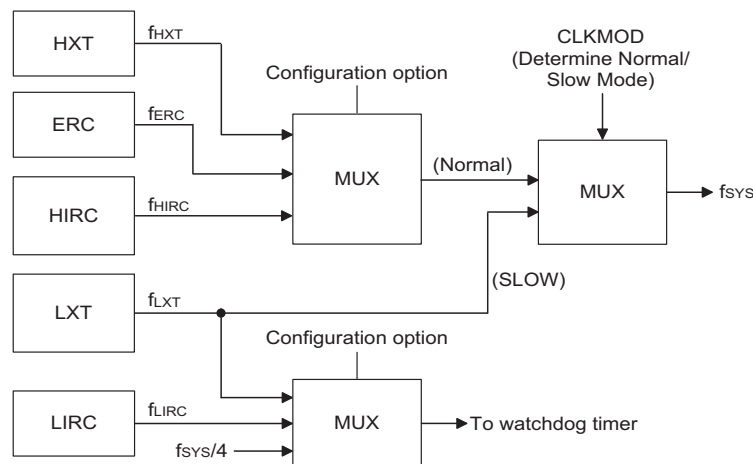 HXT
fHXT
CLKMOD
(Determine Normal/
Slow Mode)
Configuration option
ERC
fERC
MUX
(Normal)
MUX
fSYS
HIRC
fHIRC
(SLOW)
LXT
fLXT
Configuration option
LIRC
fLIRC
MUX
To watchdog timer
fSYS/4